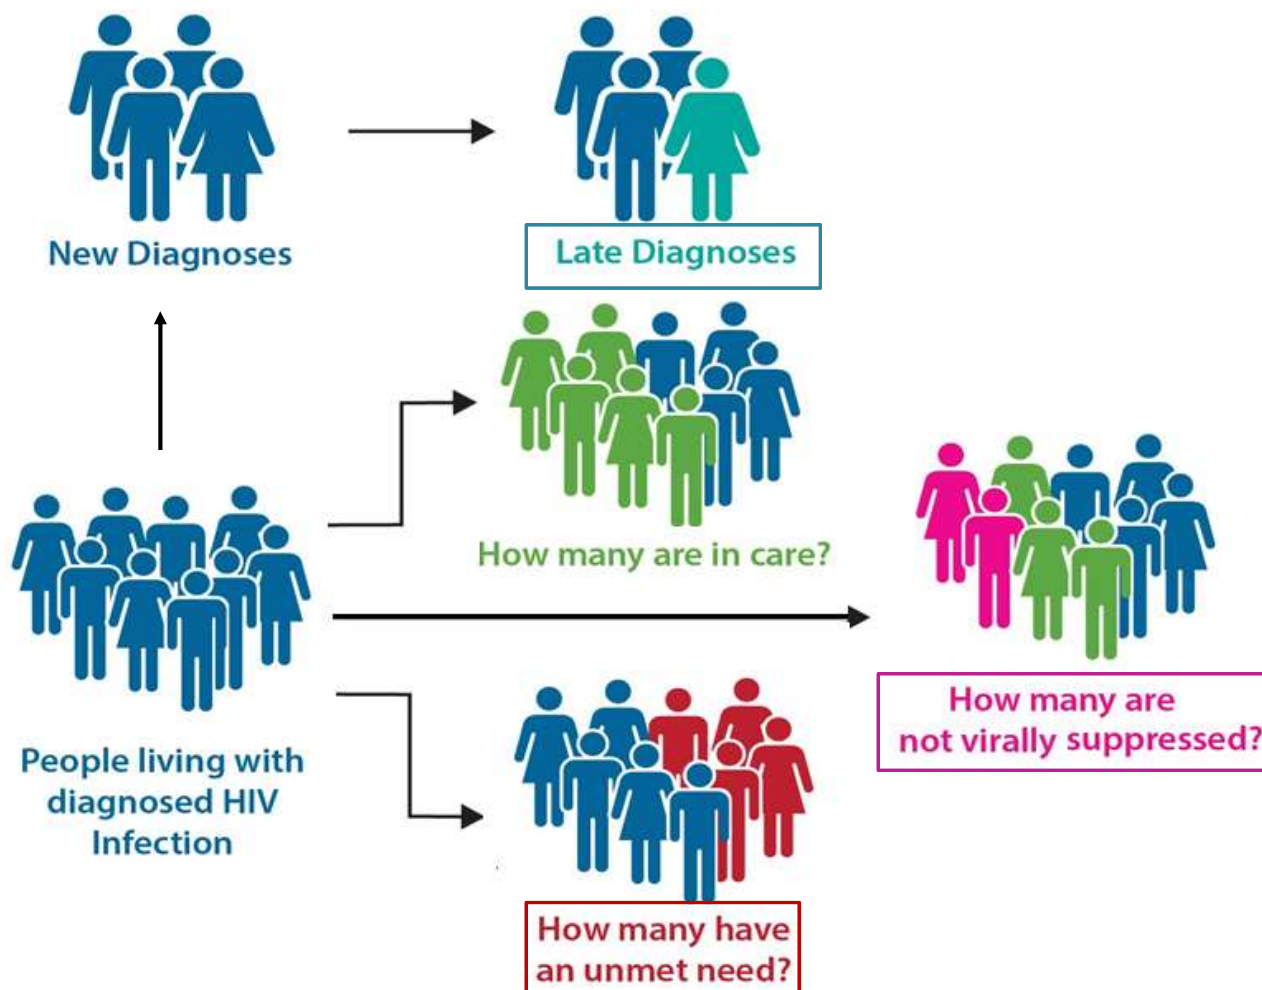 New Diagnoses
Late Diagnoses
How many are in care?
People living with
diagnosed HIV
Infection
How many are
not virally suppressed?
How many have
an unmet need?